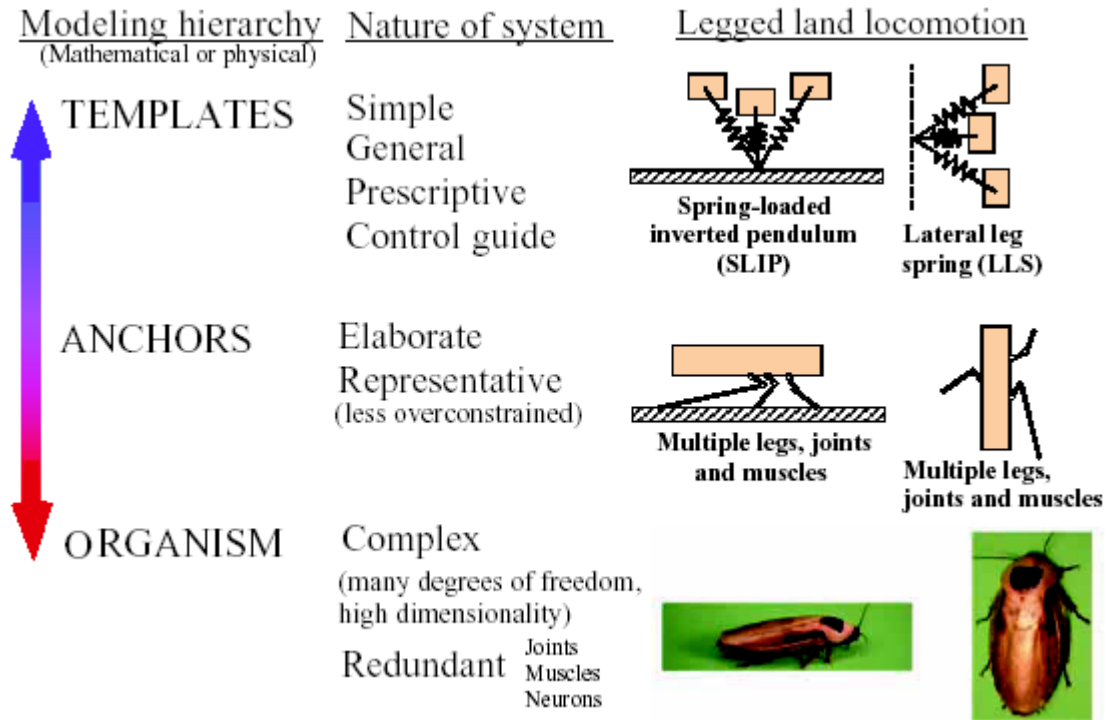 Modeling hierarchy
(Mathematical or physical)
Nature of system
Legged land locomotion
TEMPLATES
Simple
General
Prescriptive
Control guide
Spring-loaded
inverted pendulum
(SLIP)
Lateral leg
spring (LLS)
ANCHORS
Elaborate
Representative
(less overconstrained)
Multiple legs, joints
and muscles
Multiple legs,
joints and muscles
ORGANISM
Complex
(many degrees of freedom,
high dimensionality)
Redundant
Joints
Muscles
Neurons